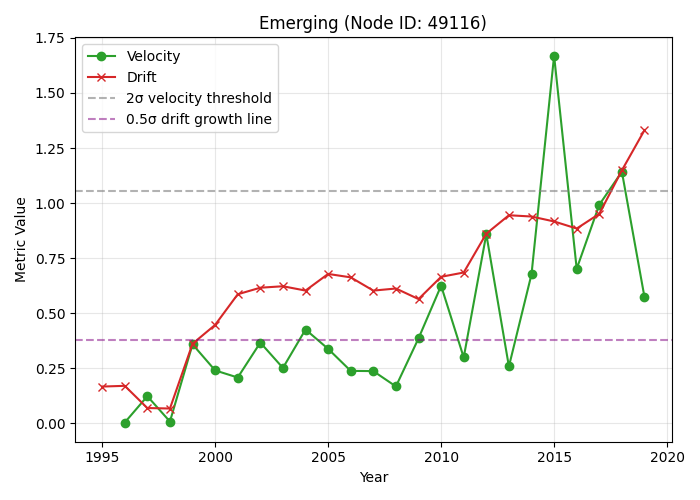 Emerging (Node ID: 49116)
Velocity
Drift
2σ velocity threshold
0.5σ drift growth line
Metric Value
1.75
1.50
1.25
1.00
0.75
0.50
0.25
0.00
1995 2000 2005 2010 2015 2020
Year